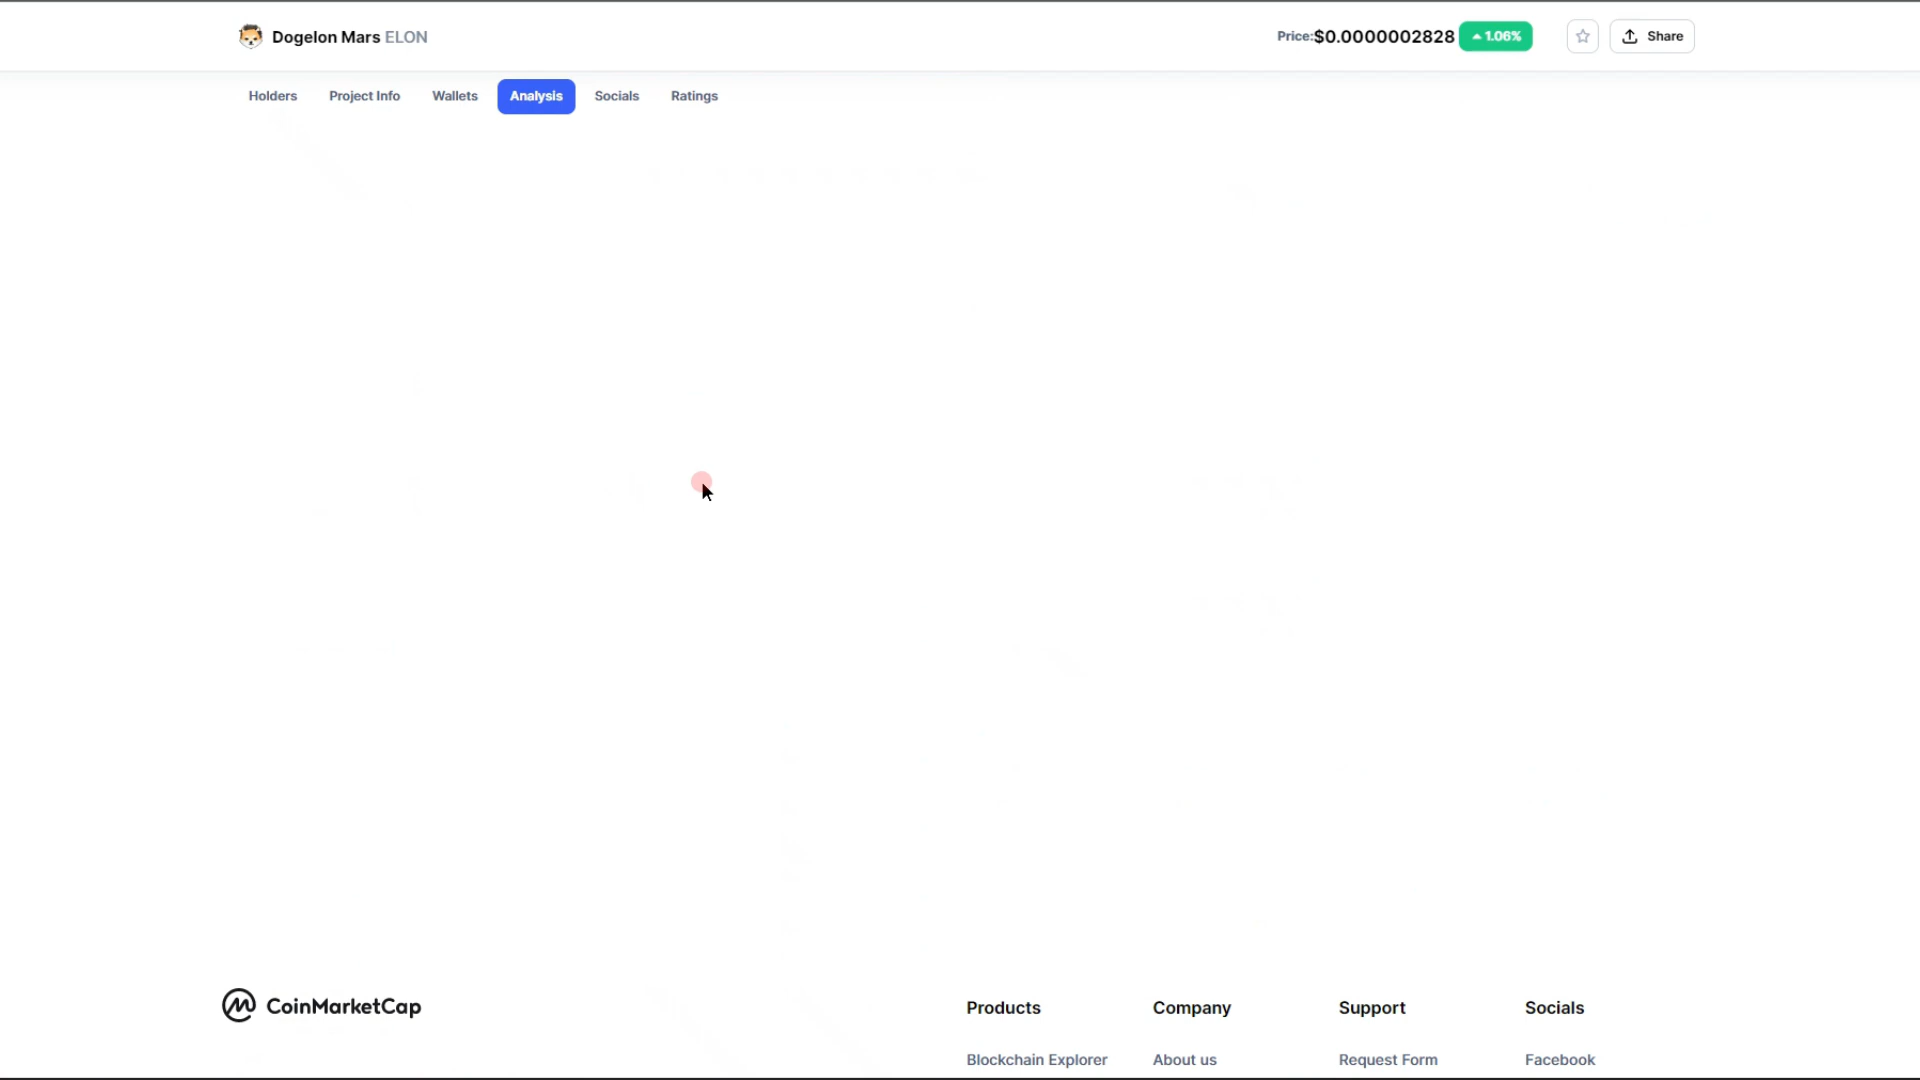 Dogelon Mars ELON
Price:$0.0000002828 1.06%
Share
Holders Project Info Wallets Analysis Socials Ratings
CoinMarketCap
Products Company Support Socials
Blockchain Explorer About us Request Form Facebook